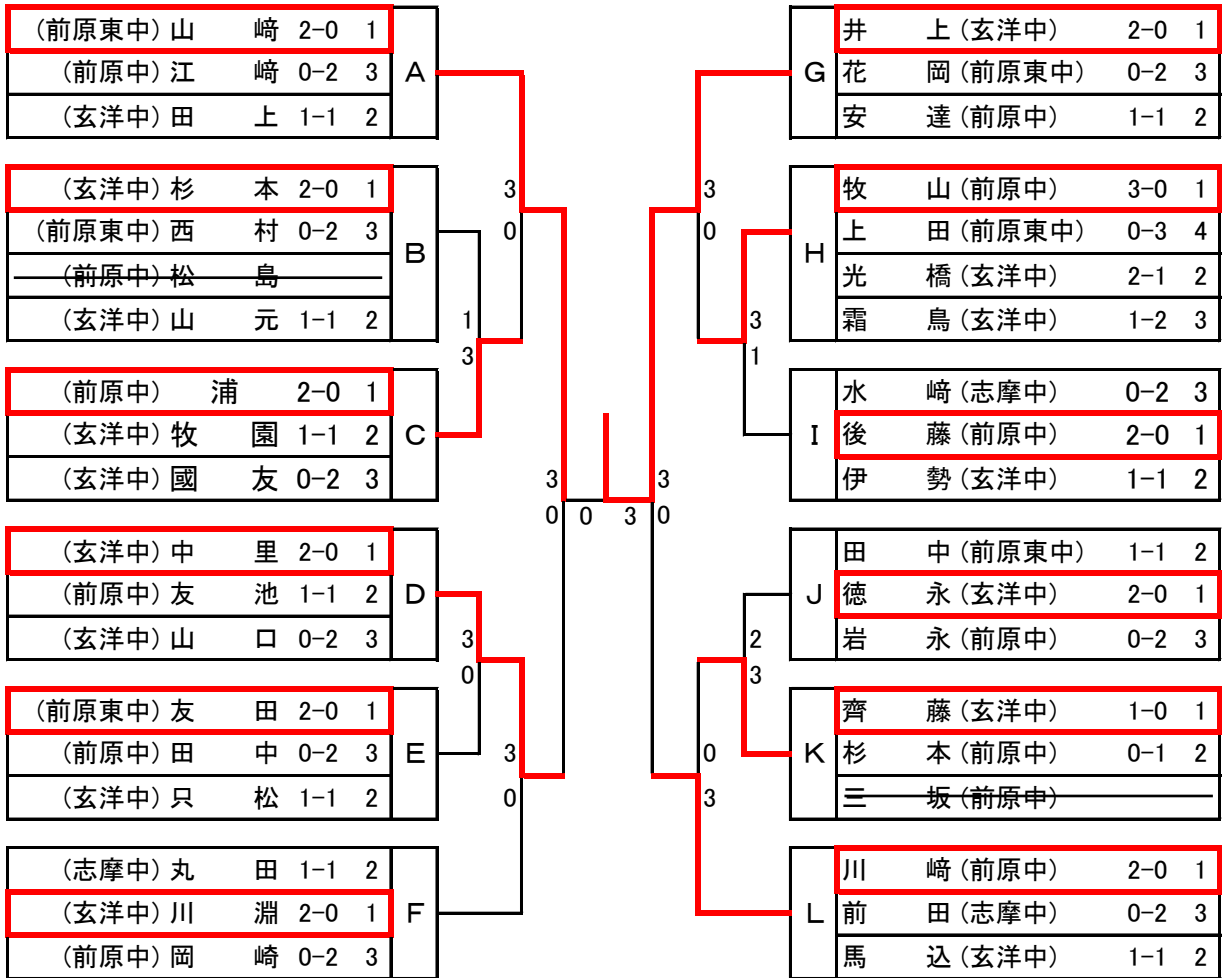 (前原東中) 山 﨑 2-0 1
(前原中) 江 﨑 0-2 3
(玄洋中) 田 上 1-1 2
A
(玄洋中) 杉 本 2-0 1
(前原東中) 西 村 0-2 3
(前原中) 松 島
(玄洋中) 山 元 1-1 2
B
(前原中) 浦 2-0 1
(玄洋中) 牧 園 1-1 2
(玄洋中) 國 友 0-2 3
C
(玄洋中) 中 里 2-0 1
(前原中) 友 池 1-1 2
(玄洋中) 山 口 0-2 3
D
(前原東中) 友 田 2-0 1
(前原中) 田 中 0-2 3
(玄洋中) 只 松 1-1 2
E
(志摩中) 丸 田 1-1 2
(玄洋中) 川 淵 2-0 1
(前原中) 岡 崎 0-2 3
F
3
0
1
3
3
0
3
0
3
0
0 3
3
0
3
0
3
1
2
3
0
3
G
井 上 (玄洋中) 2-0 1
花 岡 (前原東中) 0-2 3
安 達 (前原中) 1-1 2
H
牧 山 (前原中) 3-0 1
上 田 (前原東中) 0-3 4
光 橋 (玄洋中) 2-1 2
霜 鳥 (玄洋中) 1-2 3
I
水 﨑 (志摩中) 0-2 3
後 藤 (前原中) 2-0 1
伊 勢 (玄洋中) 1-1 2
J
田 中 (前原東中) 1-1 2
徳 永 (玄洋中) 2-0 1
岩 永 (前原中) 0-2 3
K
齊 藤 (玄洋中) 1-0 1
杉 本 (前原中) 0-1 2
三 坂 (前原中)
L
川 﨑 (前原中) 2-0 1
前 田 (志摩中) 0-2 3
馬 込 (玄洋中) 1-1 2